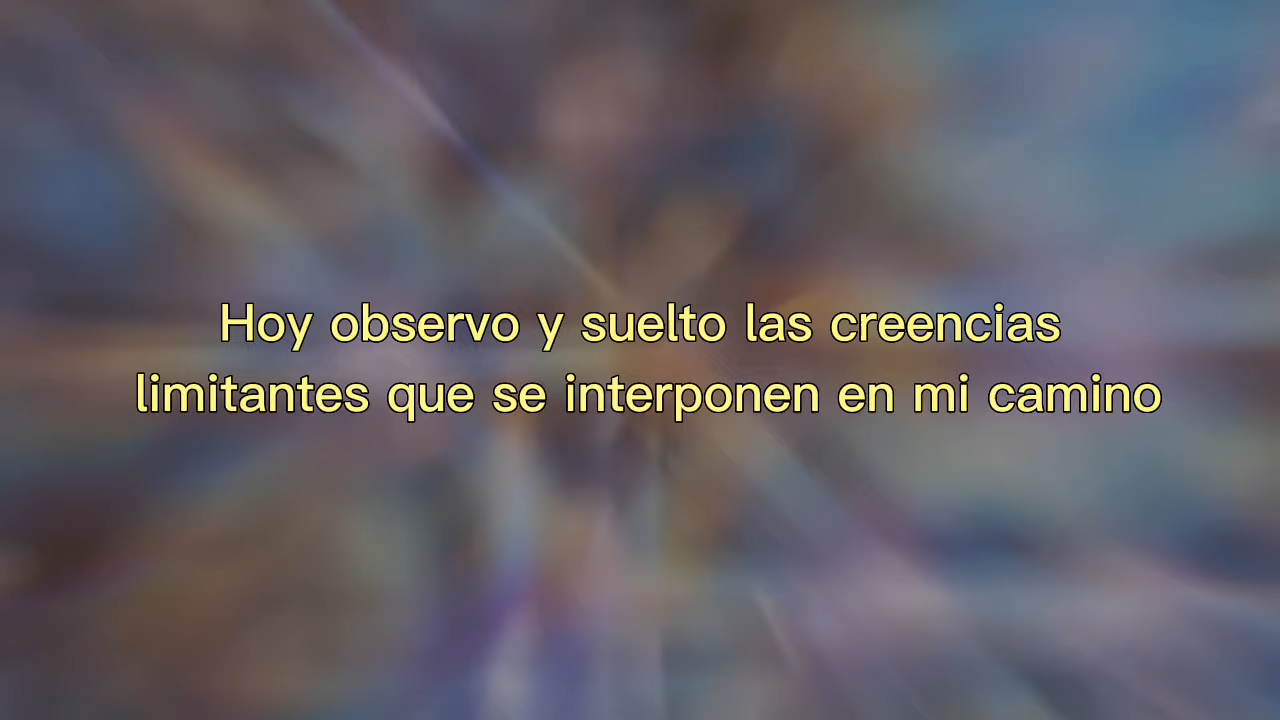 Hoy observo y suelto las creencias
limitantes que se interponen en mi camino